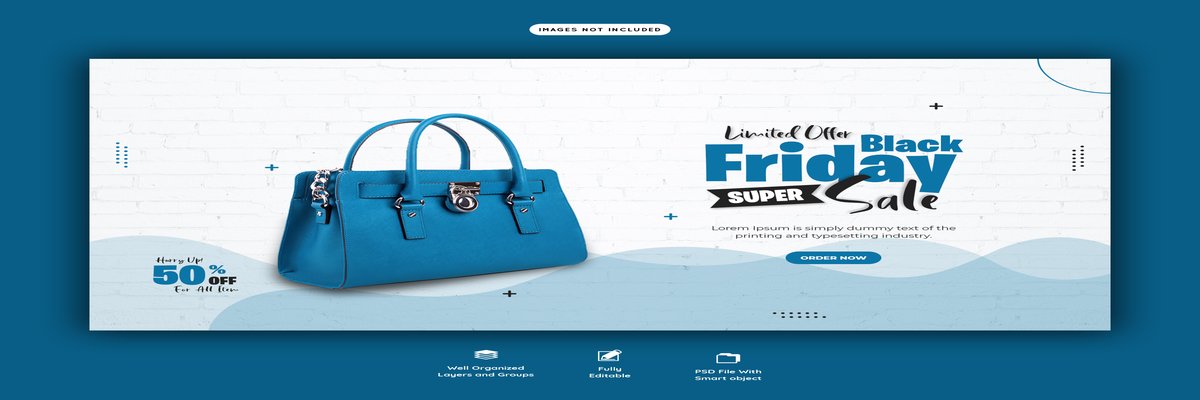 IMAGES NOT INCLUDED
Limited Offer
Black
Friday
SUPER Sale
Lorem Ipsum is simply dummy text of the
printing and typesetting industry.
ORDER NOW
Hurry Up!
50% OFF
For All Item
Well Organized
Layers and Groups
Fully
Editable
PSD File With
Smart object